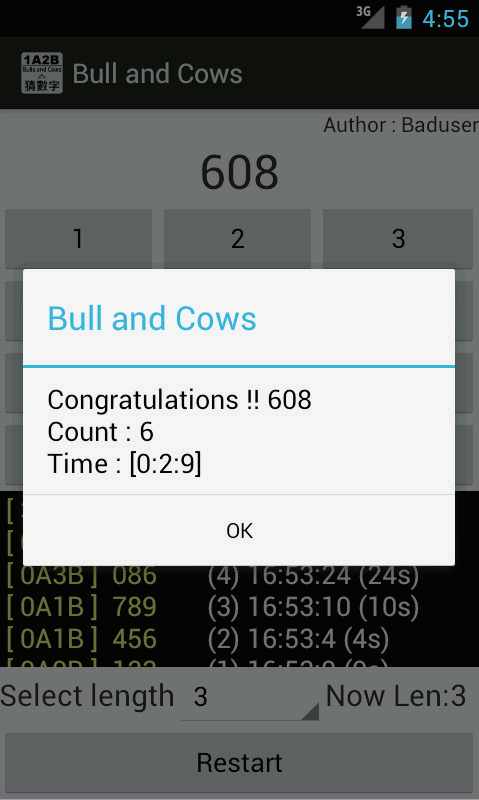 3G 4:55
1A2B
Bulls and Cows
猜數字
Bull and Cows
Author : Baduser
608
1 2 3
Bull and Cows
Congratulations !! 608
Count : 6
Time : [0:2:9]
OK
[ 0A3B ] 086 (4) 16:53:24 (24s)
[ 0A1B ] 789 (3) 16:53:10 (10s)
[ 0A1B ] 456 (2) 16:53:4 (4s)
Select length 3 Now Len:3
Restart